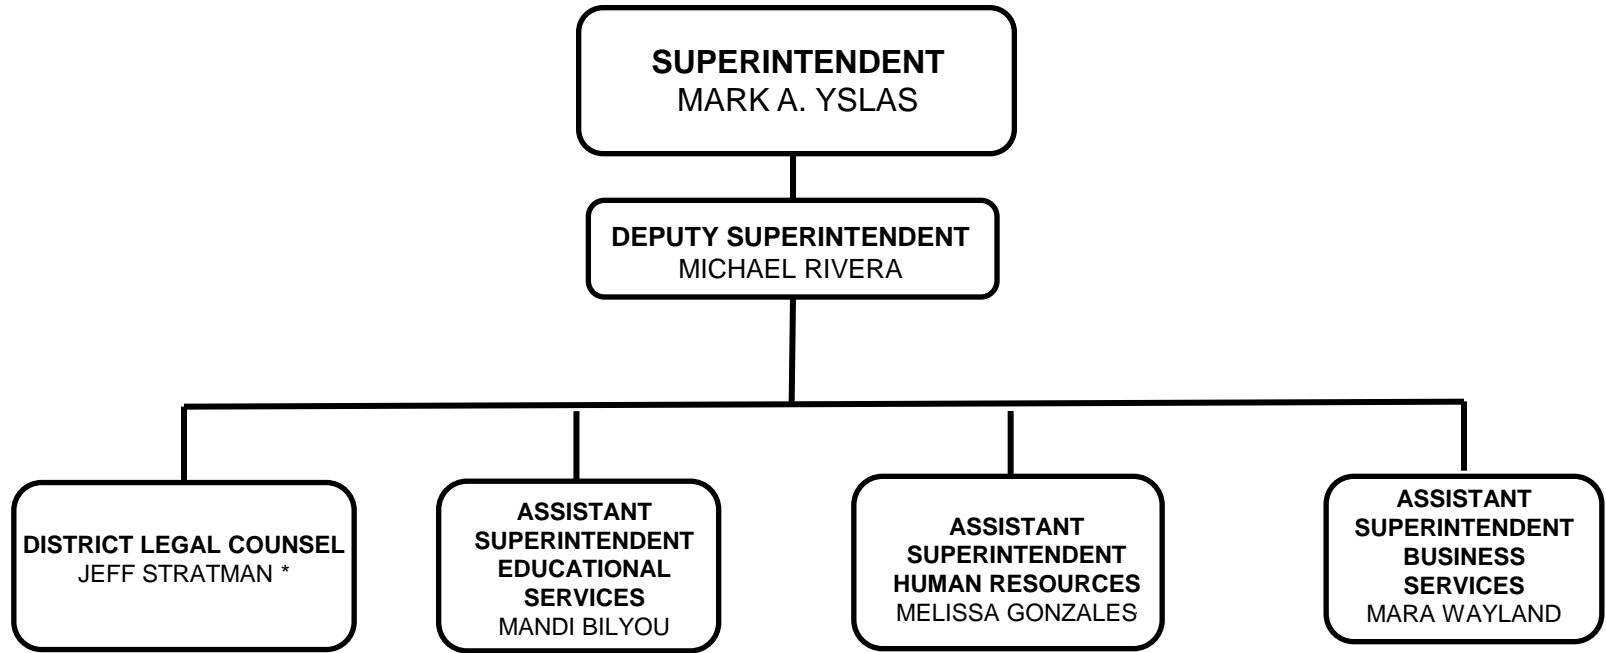 SUPERINTENDENT
MARK A. YSLAS
DEPUTY SUPERINTENDENT
MICHAEL RIVERA
DISTRICT LEGAL COUNSEL
JEFF STRATMAN *
ASSISTANT
SUPERINTENDENT
EDUCATIONAL
SERVICES
MANDI BILYOU
ASSISTANT
SUPERINTENDENT
HUMAN RESOURCES
MELISSA GONZALES
ASSISTANT
SUPERINTENDENT
BUSINESS
SERVICES
MARA WAYLAND